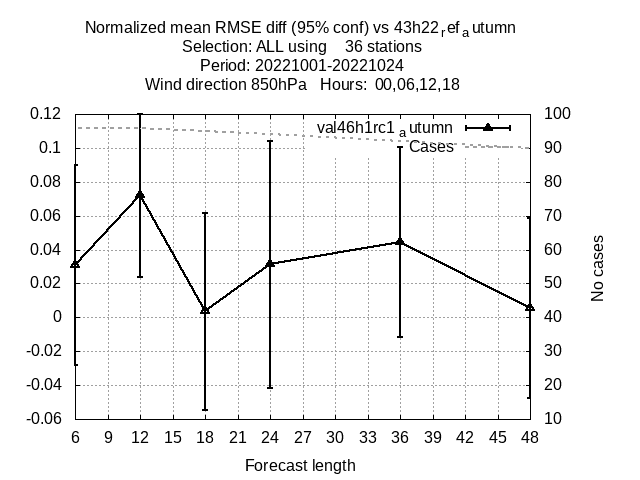 Normalized mean RMSE diff (95% conf) vs 43h22ref autumn
Selection: ALL using 36 stations
Period: 20221001-20221024
Wind direction 850hPa Hours: 00,06,12,18
val46h1rc1autumn
Cases
0.12
0.1
0.08
0.06
0.04
0.02
0
-0.02
-0.04
-0.06
100
90
80
70
60
50
40
30
20
10
No cases
6 9 12 15 18 21 24 27 30 33 36 39 42 45 48
Forecast length